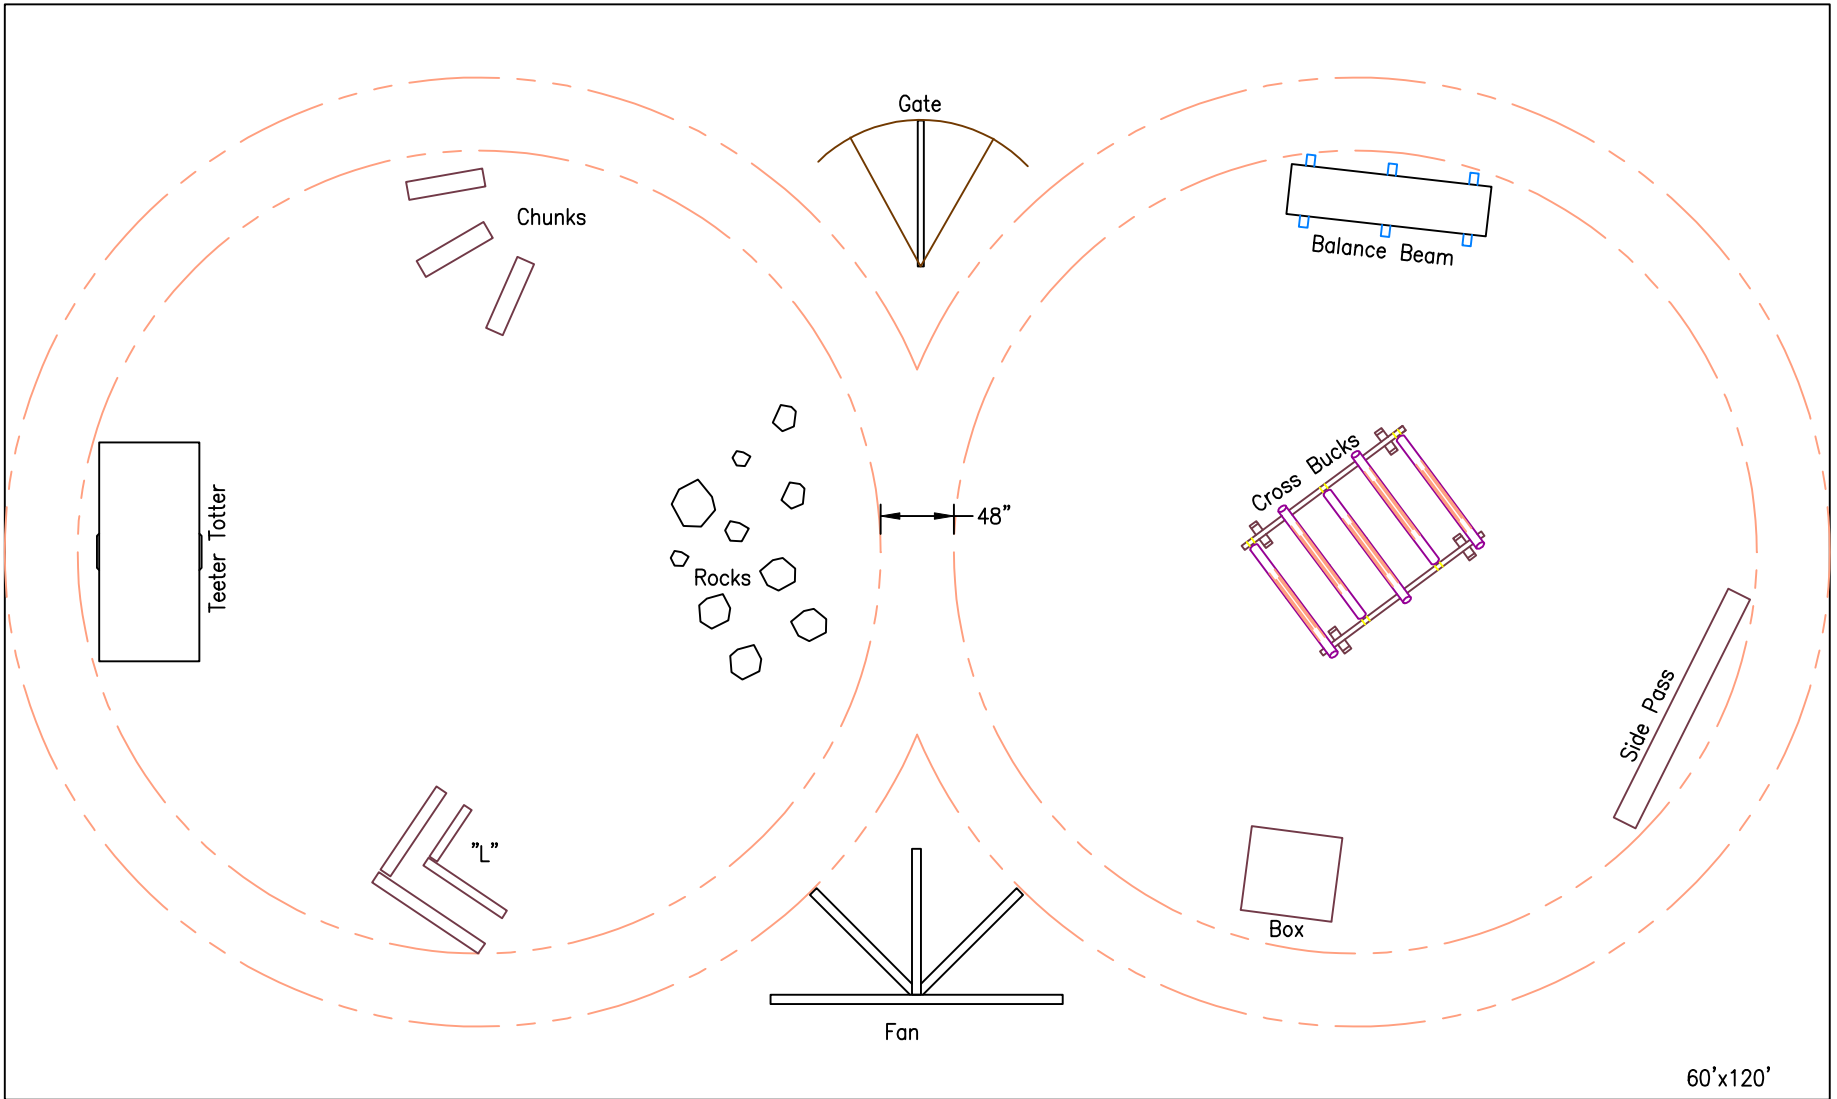 Gate
Chunks
Balance Beam
Cross Bucks
Teeter Totter
48"
Rocks
Side Pass
"L"
Box
Fan
60'x120'